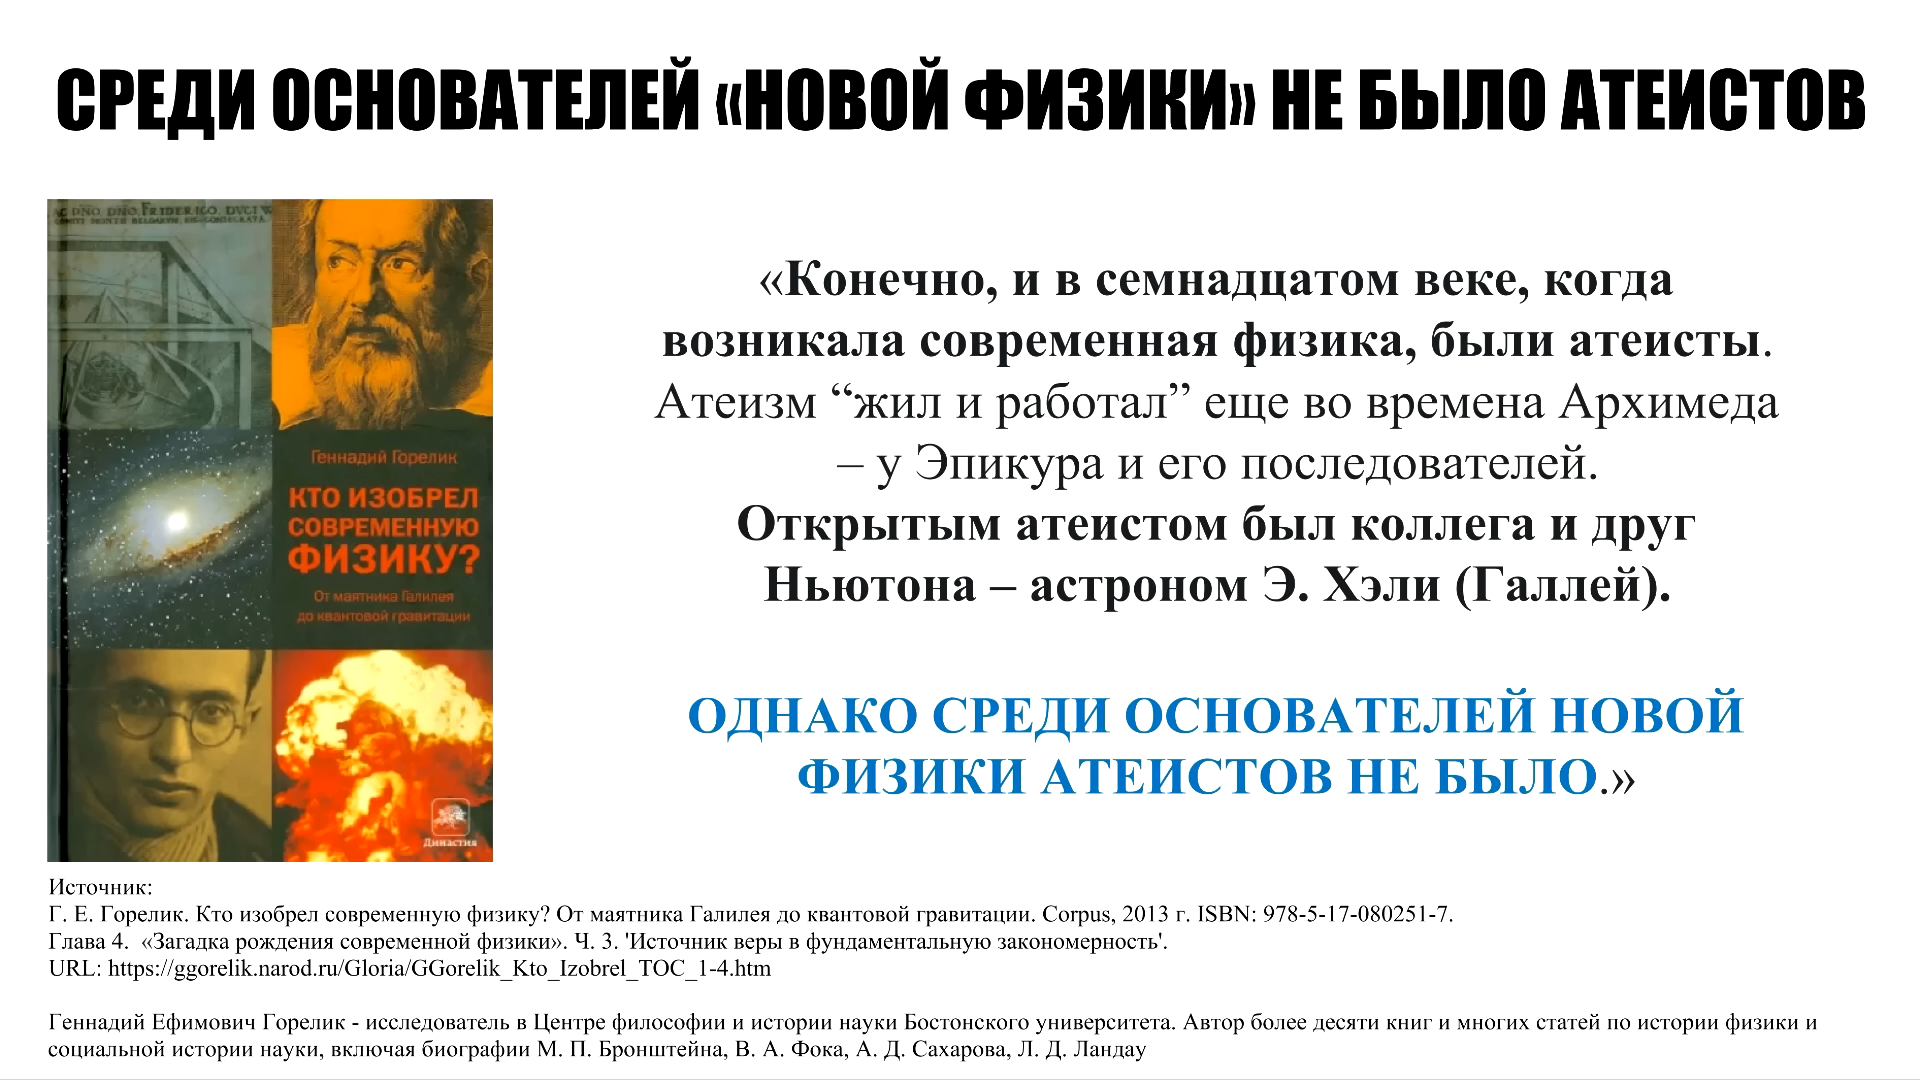 СРЕДИ ОСНОВАТЕЛЕЙ «НОВОЙ ФИЗИКИ» НЕ БЫЛО АТЕИСТОВ
AC DNO. DNO. FRIDERICO. DVCI W
Геннадий Горелик
КТО ИЗОБРЕЛ
СОВРЕМЕННУЮ
ФИЗИКУ?
От маятника Галилея
до квантовой гравитации
Династия
«Конечно, и в семнадцатом веке, когда
возникала современная физика, были атеисты.
Атеизм “жил и работал” еще во времена Архимеда
– у Эпикура и его последователей.
Открытым атеистом был коллега и друг
Ньютона – астроном Э. Хэли (Галлей).
ОДНАКО СРЕДИ ОСНОВАТЕЛЕЙ НОВОЙ
ФИЗИКИ АТЕИСТОВ НЕ БЫЛО.»
Источник:
Г. Е. Горелик. Кто изобрел современную физику? От маятника Галилея до квантовой гравитации. Corpus, 2013 г. ISBN: 978-5-17-080251-7.
Глава 4. «Загадка рождения современной физики». Ч. 3. 'Источник веры в фундаментальную закономерность'.
URL: https://ggorelik.narod.ru/Gloria/GGorelik_Kto_Izobrel_TOC_1-4.htm
Геннадий Ефимович Горелик - исследователь в Центре философии и истории науки Бостонского университета. Автор более десяти книг и многих статей по истории физики и
социальной истории науки, включая биографии М. П. Бронштейна, В. А. Фока, А. Д. Сахарова, Л. Д. Ландау